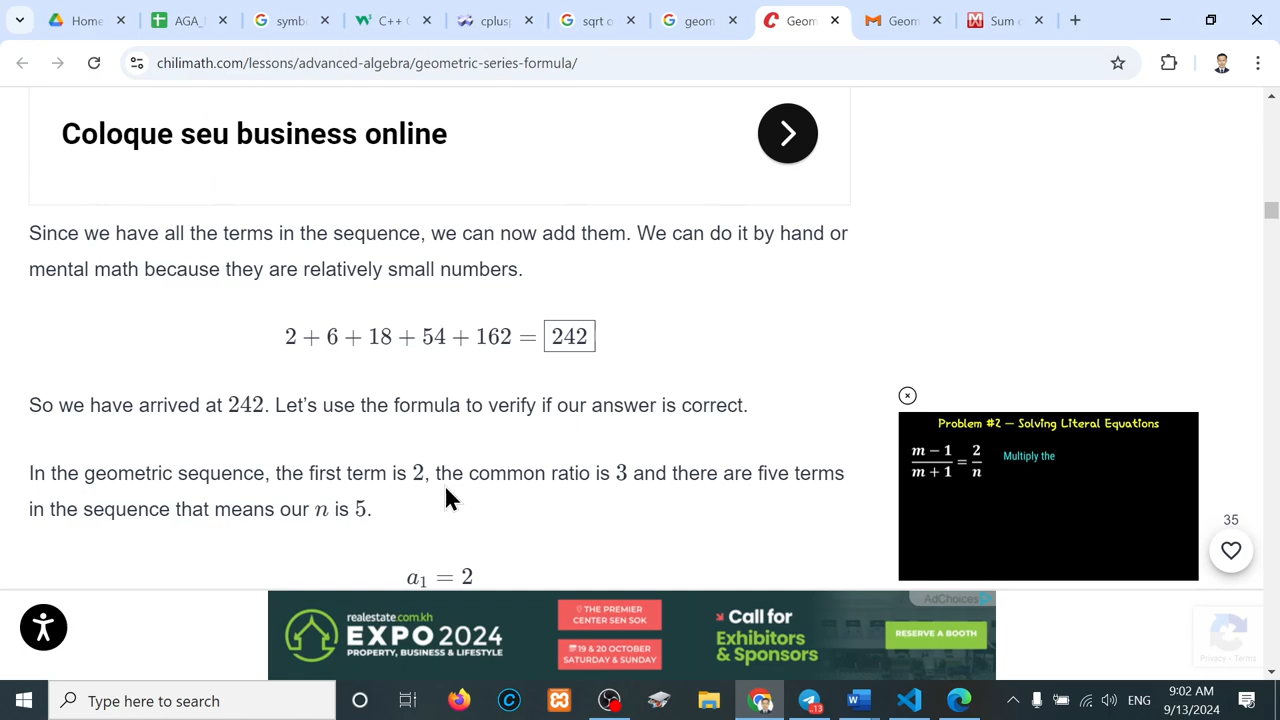 Home
AGA_
symb
C++ 
cplusp
sqrt o
geom
Geom
Geom
Sum o
chilimath.com/lessons/advanced-algebra/geometric-series-formula/
Coloque seu business online
Since we have all the terms in the sequence, we can now add them. We can do it by hand or
mental math because they are relatively small numbers.
2 + 6 + 18 + 54 + 162 = 242
So we have arrived at 242. Let's use the formula to verify if our answer is correct.
In the geometric sequence, the first term is 2, the common ratio is 3 and there are five terms
in the sequence that means our n is 5.
a₁ = 2
Problem #2 – Solving Literal Equations
m − 1 / m + 1 = 2 / n
Multiply the
35
realestate.com.kh
EXPO 2024
PROPERTY, BUSINESS & LIFESTYLE
THE PREMIER
CENTER SEN SOK
19 & 20 OCTOBER
SATURDAY & SUNDAY
Call for
Exhibitors
& Sponsors
RESERVE A BOOTH
AdChoices
Privacy - Terms
Type here to search
13
ENG
9:02 AM
9/13/2024